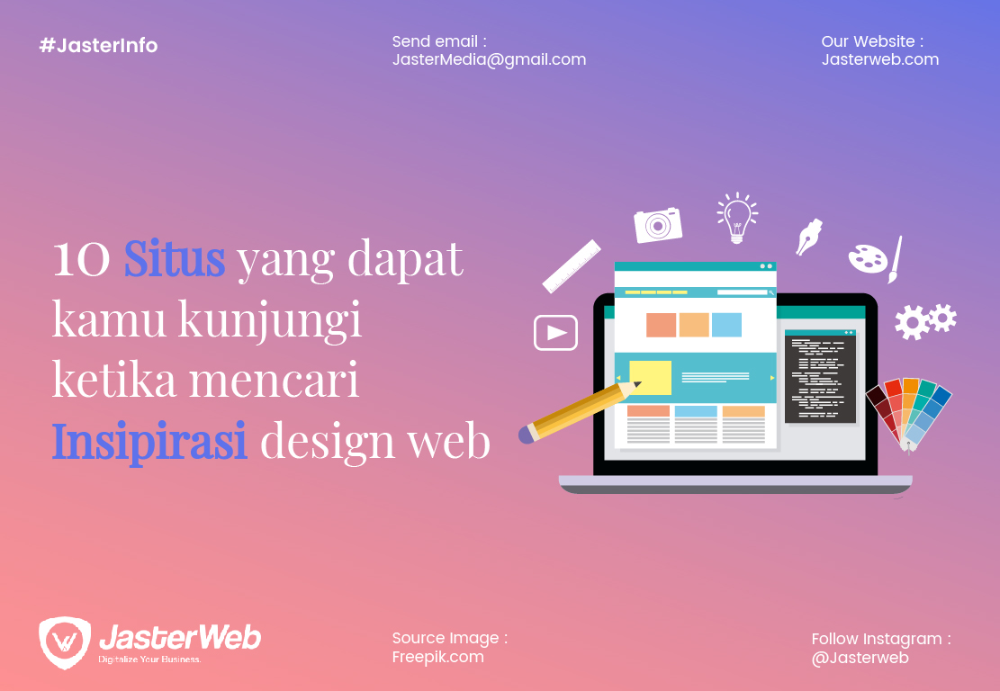 #JasterInfo
Send email :
JasterMedia@gmail.com
Our Website :
Jasterweb.com
10 Situs yang dapat
kamu kunjungi
ketika mencari
Insipirasi design web
JasterWeb
Digitalize Your Business.
Source Image :
Freepik.com
Follow Instagram :
@Jasterweb